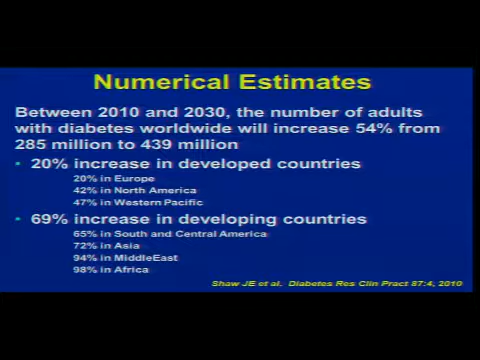 Numerical Estimates
Between 2010 and 2030, the number of adults
with diabetes worldwide will increase 54% from
285 million to 439 million
• 20% increase in developed countries
20% in Europe
42% in North America
47% in Western Pacific
• 69% increase in developing countries
65% in South and Central America
72% in Asia
94% in MiddleEast
98% in Africa
Shaw JE et al. Diabetes Res Clin Pract 87:4, 2010